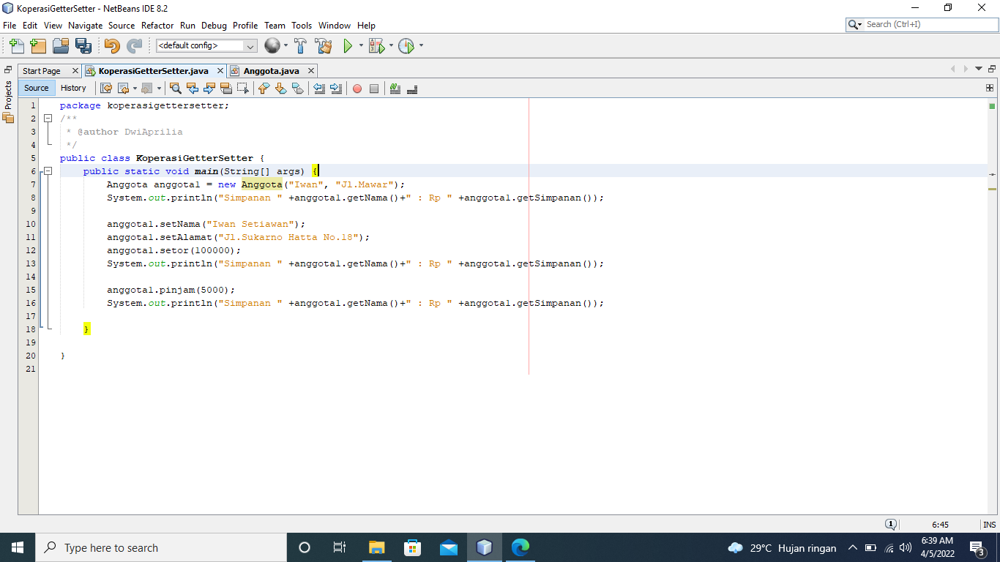 KoperasiGetterSetter - NetBeans IDE 8.2
File Edit View Navigate Source Refactor Run Debug Profile Team Tools Window Help
Search (Ctrl+I)
<default config>
Start Page KoperasiGetterSetter.java Anggota.java
Projects
Source History
1 package koperasigettersetter;
2 /**
3 * @author DwiAprilia
4 */
5 public class KoperasiGetterSetter {
6 public static void main(String[] args) {
7 Anggota anggota1 = new Anggota("Iwan", "Jl.Mawar");
8 System.out.println("Simpanan " +anggota1.getNama()+" : Rp " +anggota1.getSimpanan());
9
10 anggota1.setNama("Iwan Setiawan");
11 anggota1.setAlamat("Jl.Sukarno Hatta No.18");
12 anggota1.setor(100000);
13 System.out.println("Simpanan " +anggota1.getNama()+" : Rp " +anggota1.getSimpanan());
14
15 anggota1.pinjam(5000);
16 System.out.println("Simpanan " +anggota1.getNama()+" : Rp " +anggota1.getSimpanan());
17
18 }
19
20 }
21
1 6:45 INS
Type here to search
29°C Hujan ringan
6:39 AM
4/5/2022
3